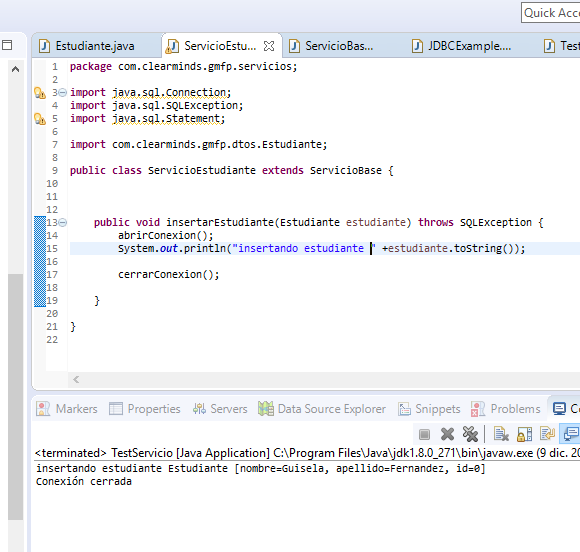 Quick Acce
Estudiante.java
ServicioEstu...
ServicioBas...
JDBCExample....
Test
1 package com.clearminds.gmfp.servicios;
2
3 import java.sql.Connection;
4 import java.sql.SQLException;
5 import java.sql.Statement;
6
7 import com.clearminds.gmfp.dtos.Estudiante;
8
9 public class ServicioEstudiante extends ServicioBase {
10
11
12
13 public void insertarEstudiante(Estudiante estudiante) throws SQLException {
14 abrirConexion();
15 System.out.println("insertando estudiante " +estudiante.toString());
16
17 cerrarConexion();
18
19 }
20
21 }
22
Markers
Properties
Servers
Data Source Explorer
Snippets
Problems
Co
<terminated> TestServicio [Java Application] C:\Program Files\Java\jdk1.8.0_271\bin\javaw.exe (9 dic. 20
insertando estudiante Estudiante [nombre=Guisela, apellido=Fernandez, id=0]
Conexión cerrada